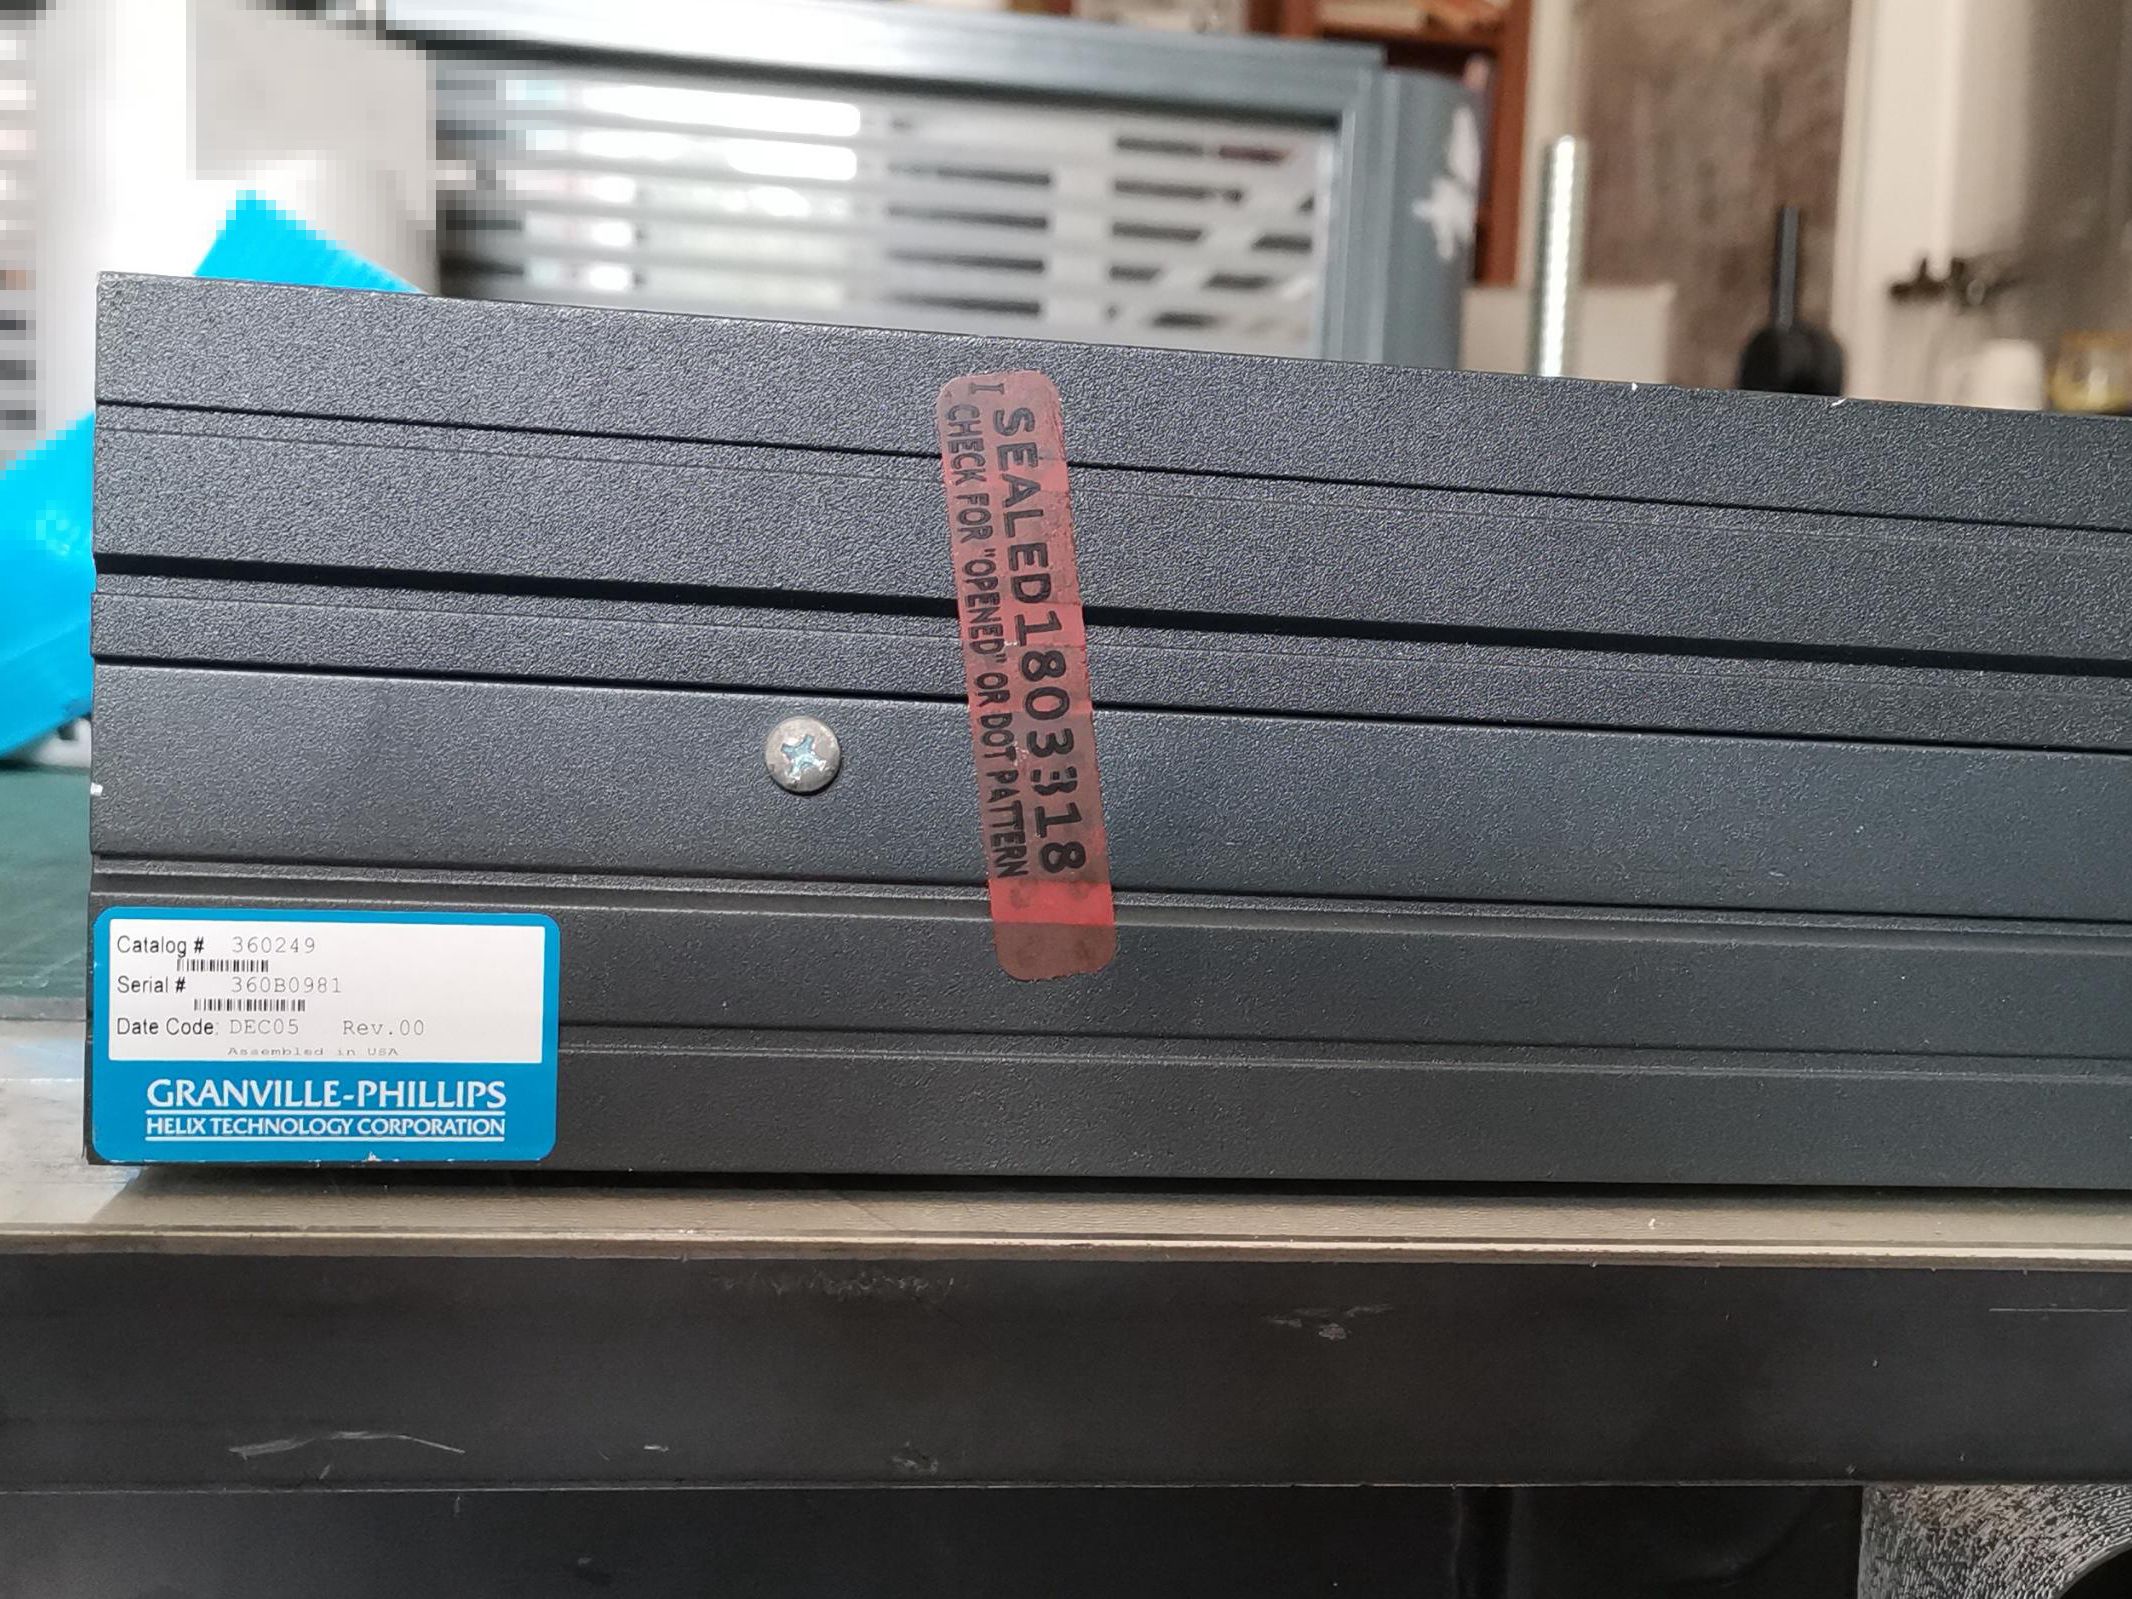 I SEALED 1803318
CHECK FOR "OPENED" OR DOT PATTERN
Catalog # 360249
Serial # 360B0981
Date Code: DEC05 Rev.00
Assembled in USA
GRANVILLE-PHILLIPS
HELIX TECHNOLOGY CORPORATION